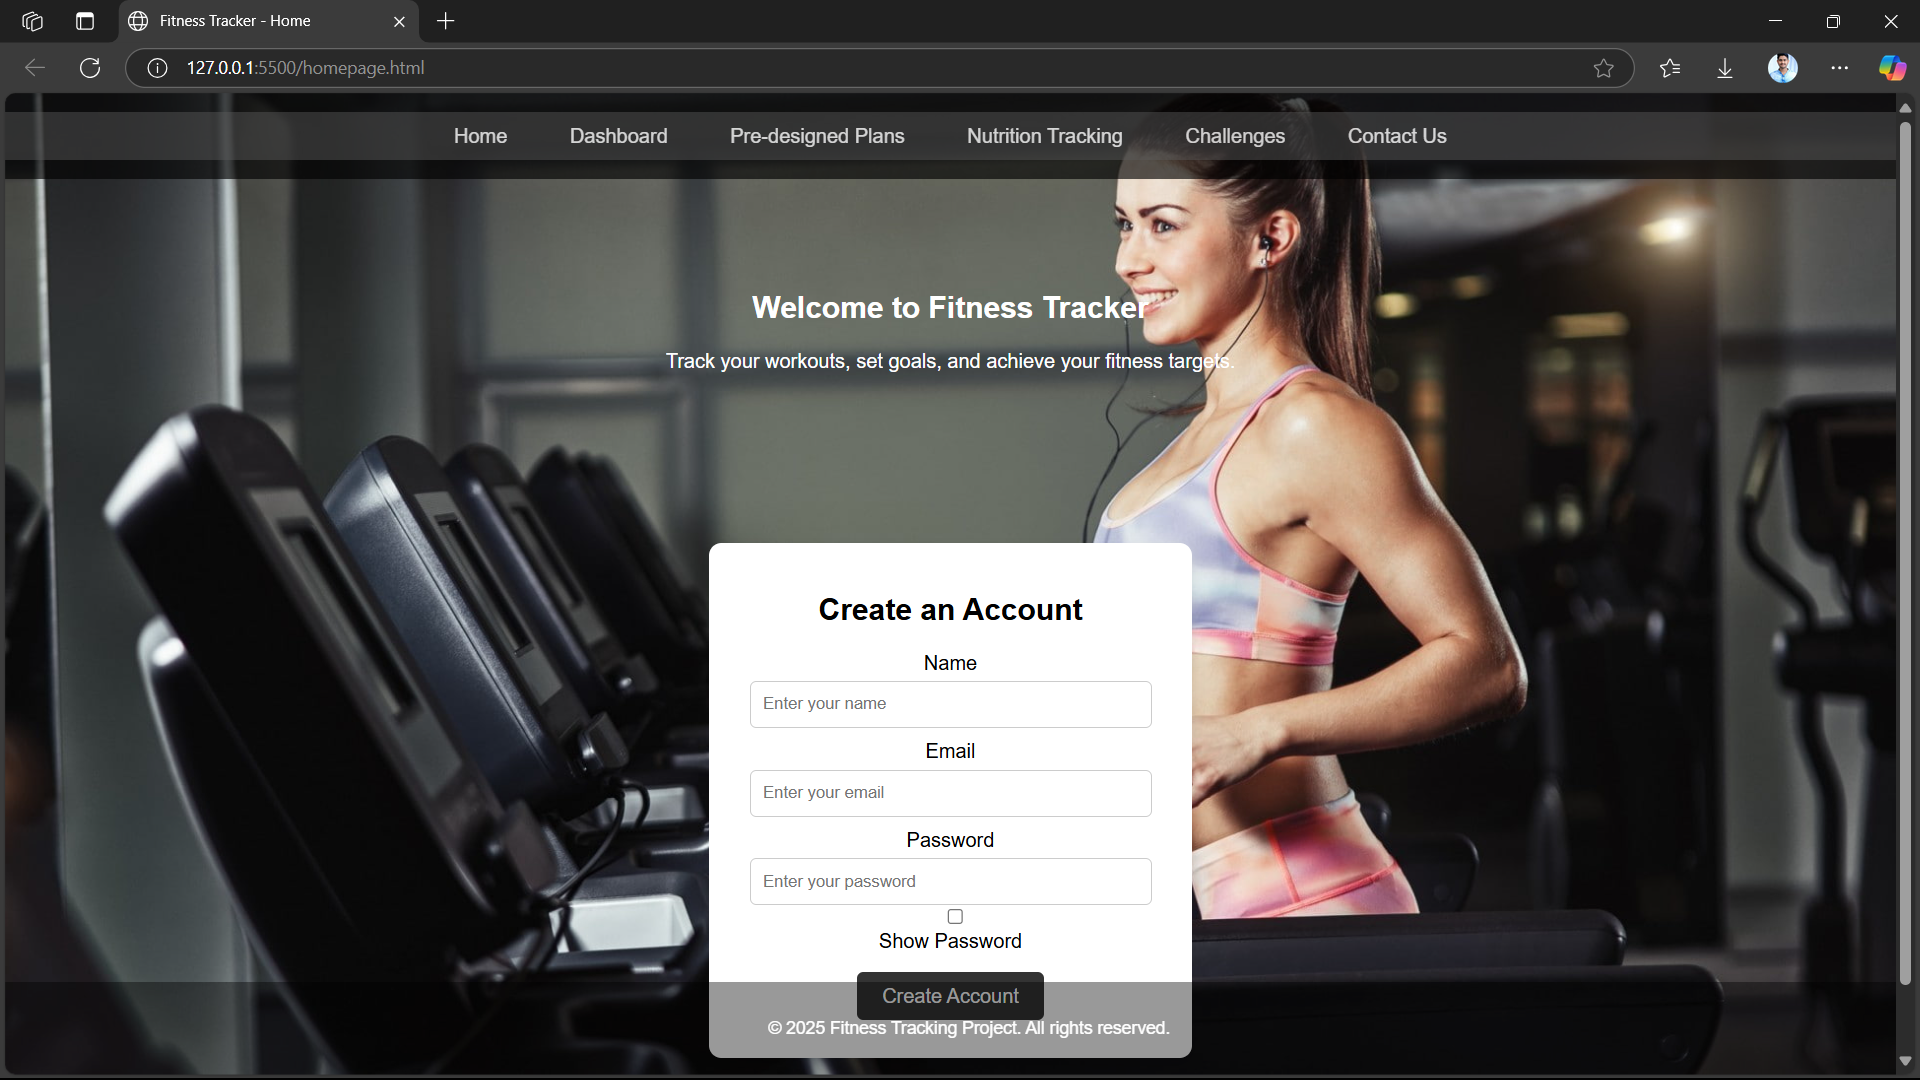 Fitness Tracker - Home
127.0.0.1:5500/homepage.html
Home Dashboard Pre-designed Plans Nutrition Tracking Challenges Contact Us
Welcome to Fitness Tracker
Track your workouts, set goals, and achieve your fitness targets.
Create an Account
Name
Enter your name
Email
Enter your email
Password
Enter your password
Show Password
Create Account
© 2025 Fitness Tracking Project. All rights reserved.